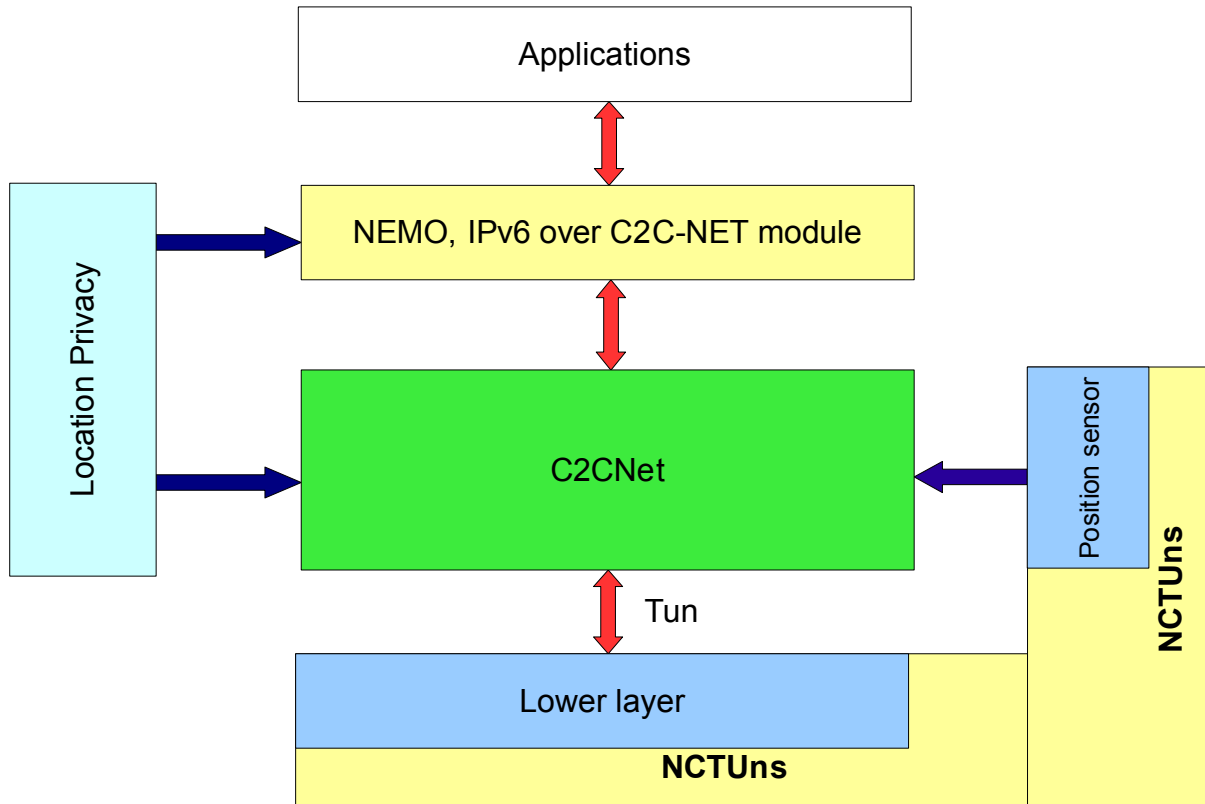 Applications
NEMO, IPv6 over C2C-NET module
Location Privacy
C2CNet
Position sensor
NCTUns
Tun
Lower layer
NCTUns